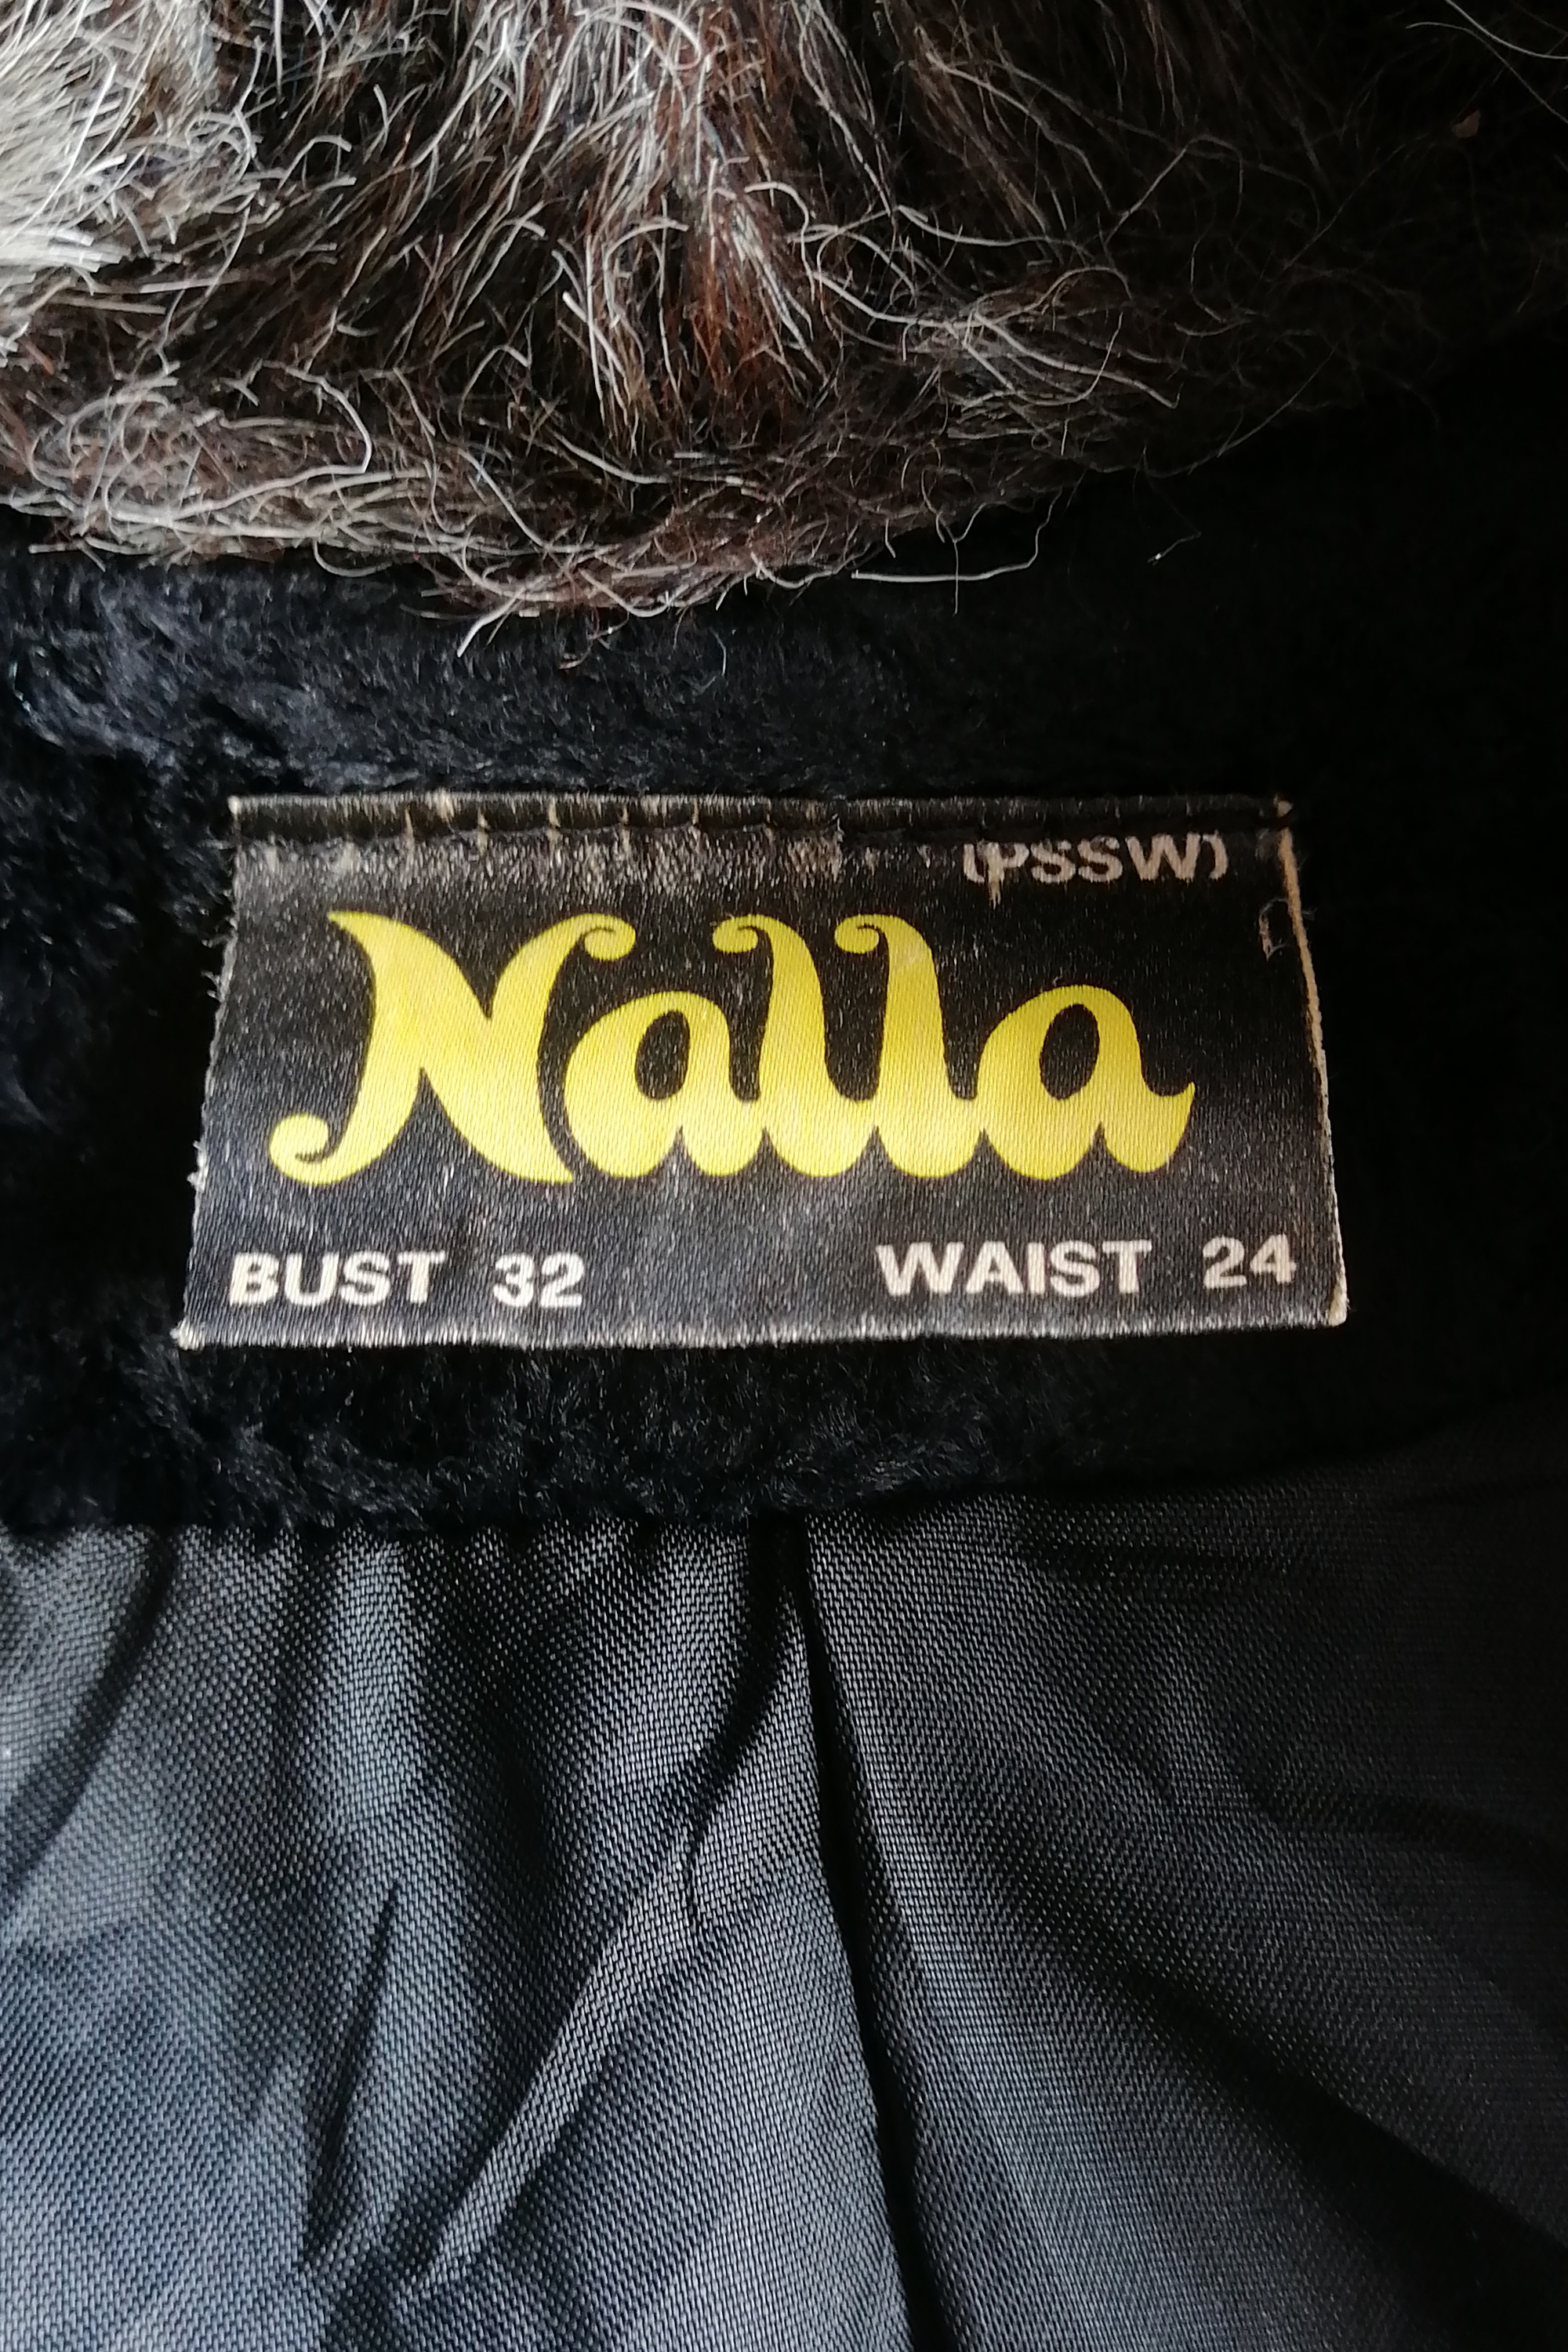 (PSSW)
Nalla
BUST 32 WAIST 24